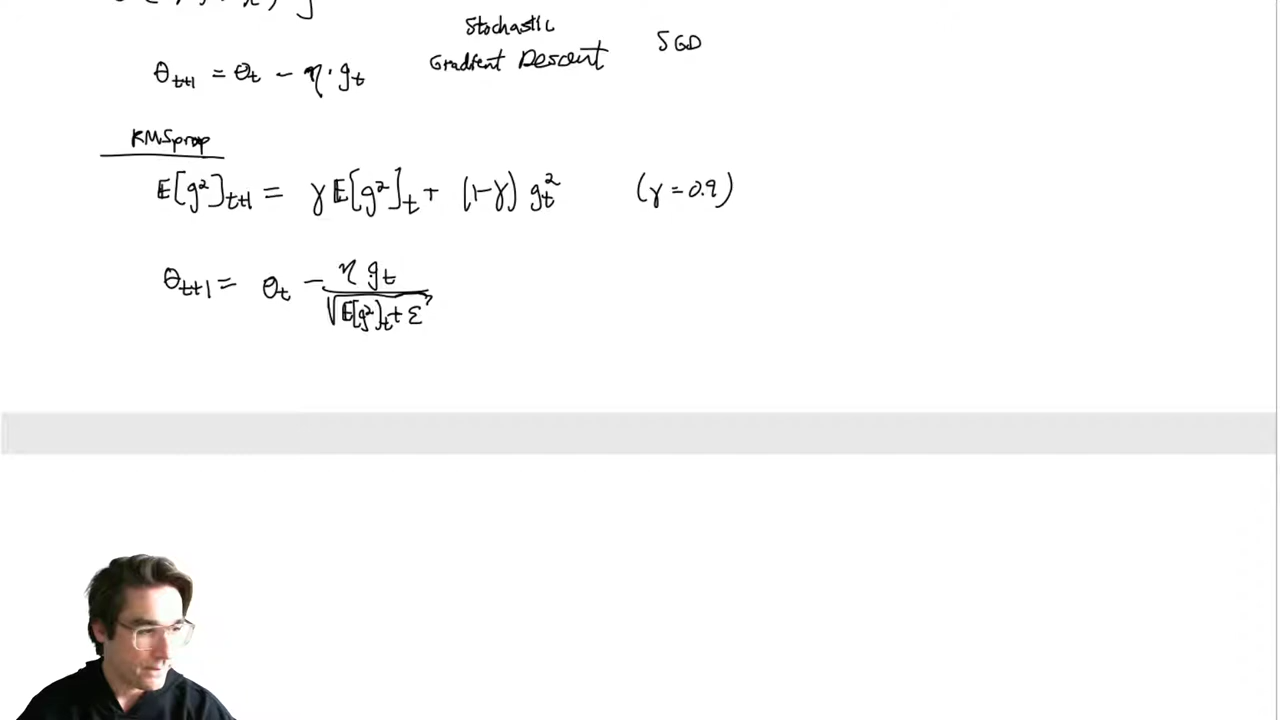 Stochastic
Gradient Descent SGD
θ_{t+1} = θ_t - η · g_t
RMSprop
E[g²]_{t+1} = γ E[g²]_t + (1-γ) g_t² (γ = 0.9)
θ_{t+1} = θ_t - η g_t / √(E[g²]_t + ε)